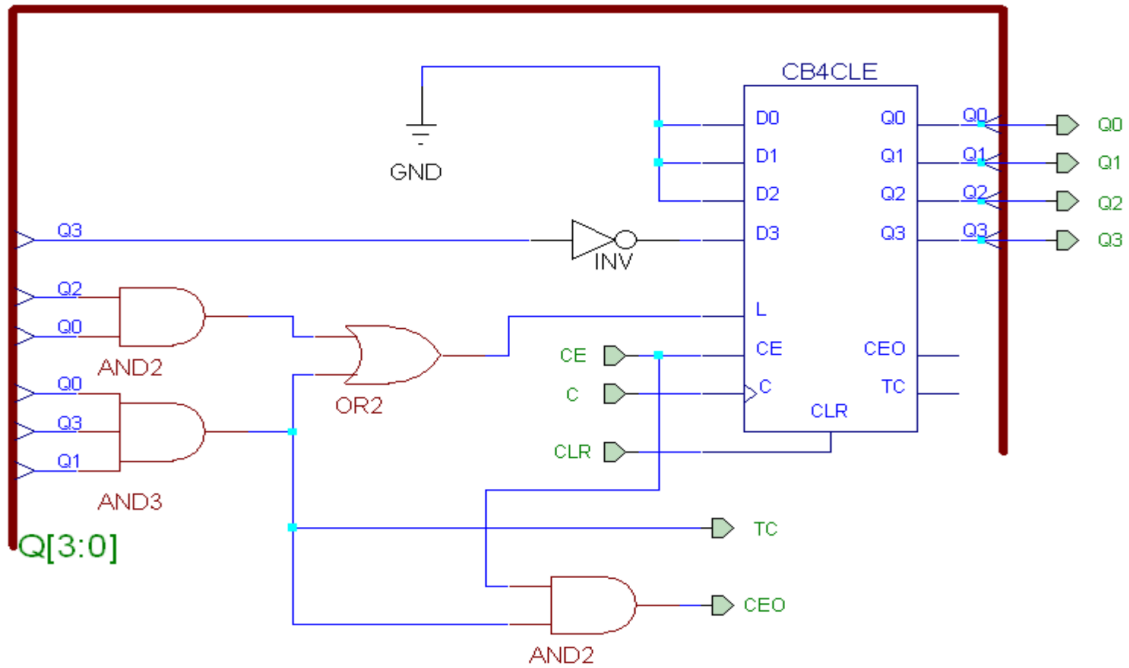 CB4CLE
D0 Q0 Q0 Q0
GND
D1 Q1 Q1 Q1
D2 Q2 Q2 Q2
Q3 INV D3 Q3 Q3 Q3
Q2
Q0
AND2
L
OR2
CE CE CEO
C C TC
CLR
CLR
Q0
Q3
Q1
AND3
Q[3:0]
TC
CEO
AND2